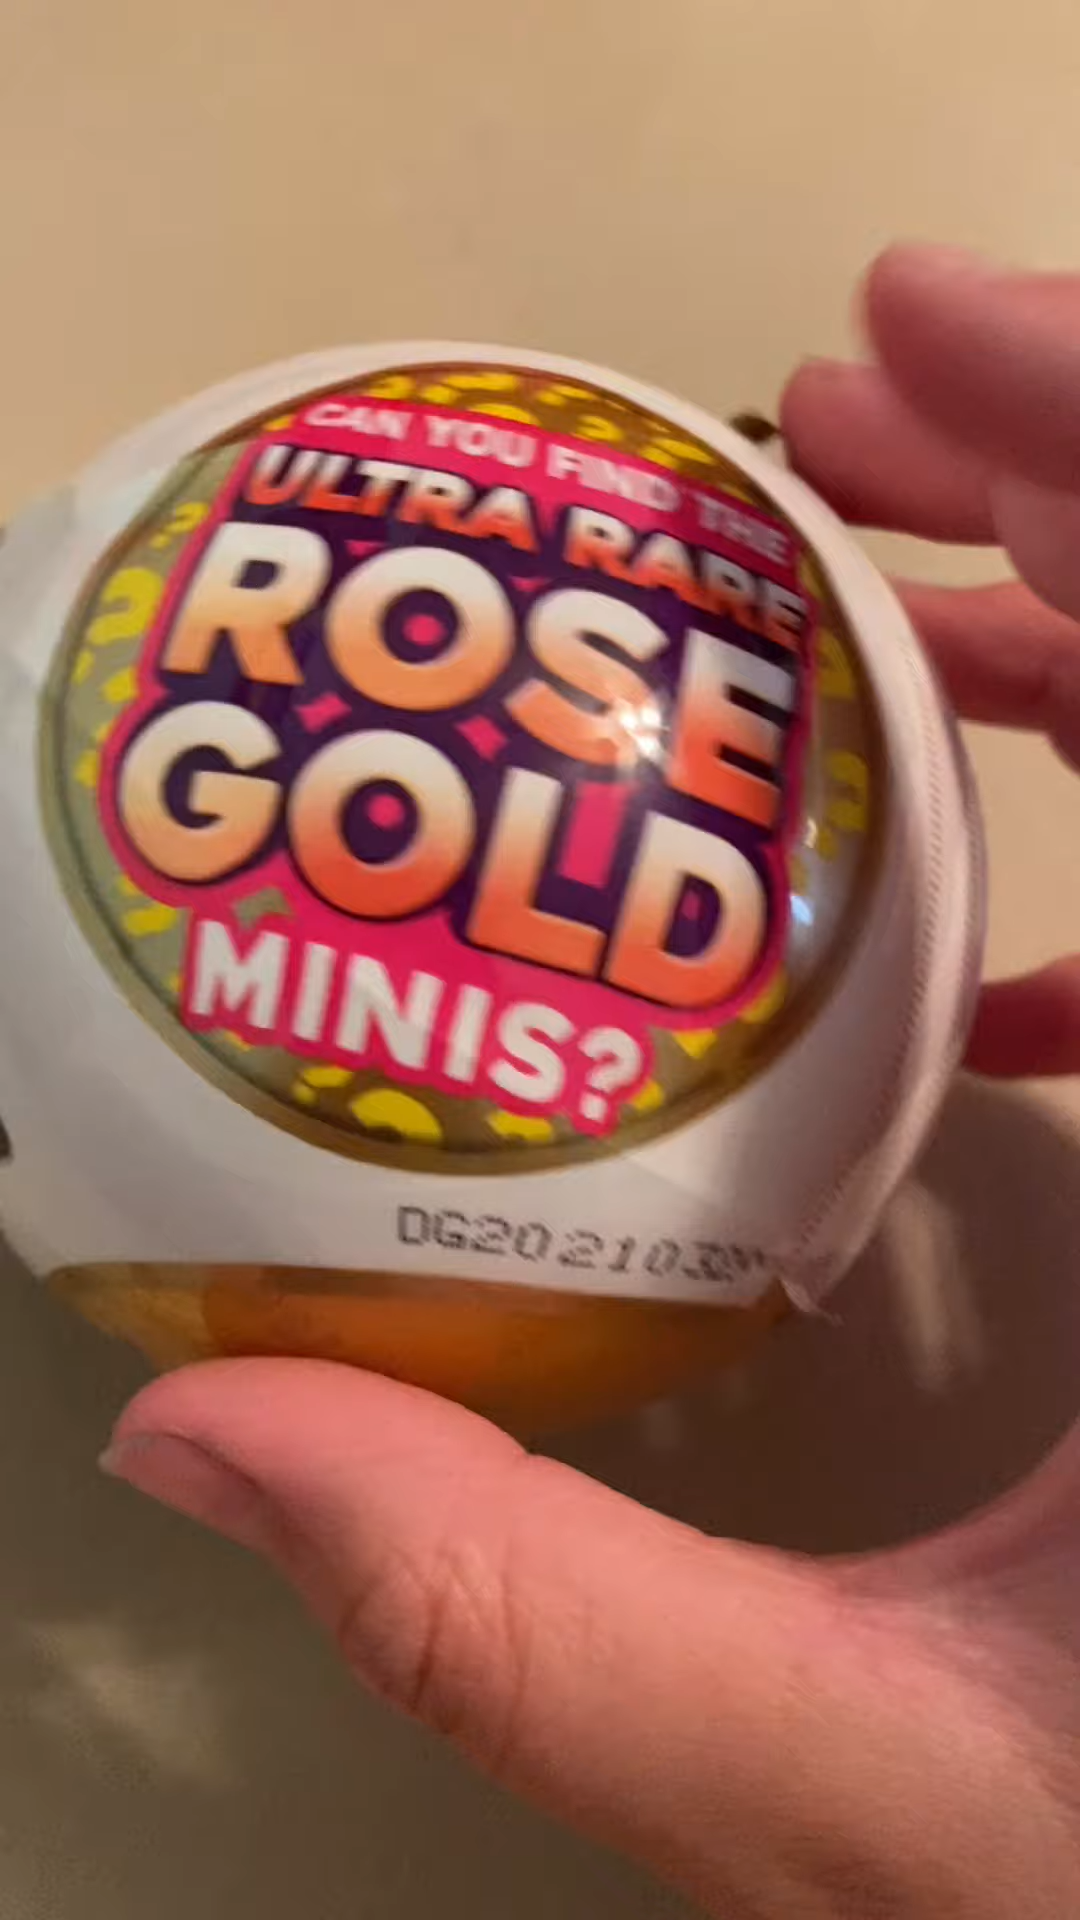 CAN YOU FIND THE
ULTRA RARE
ROSE
GOLD
MINIS?